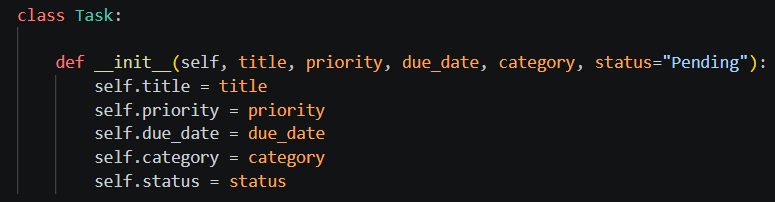 class Task:
def __init__(self, title, priority, due_date, category, status="Pending"):
self.title = title
self.priority = priority
self.due_date = due_date
self.category = category
self.status = status